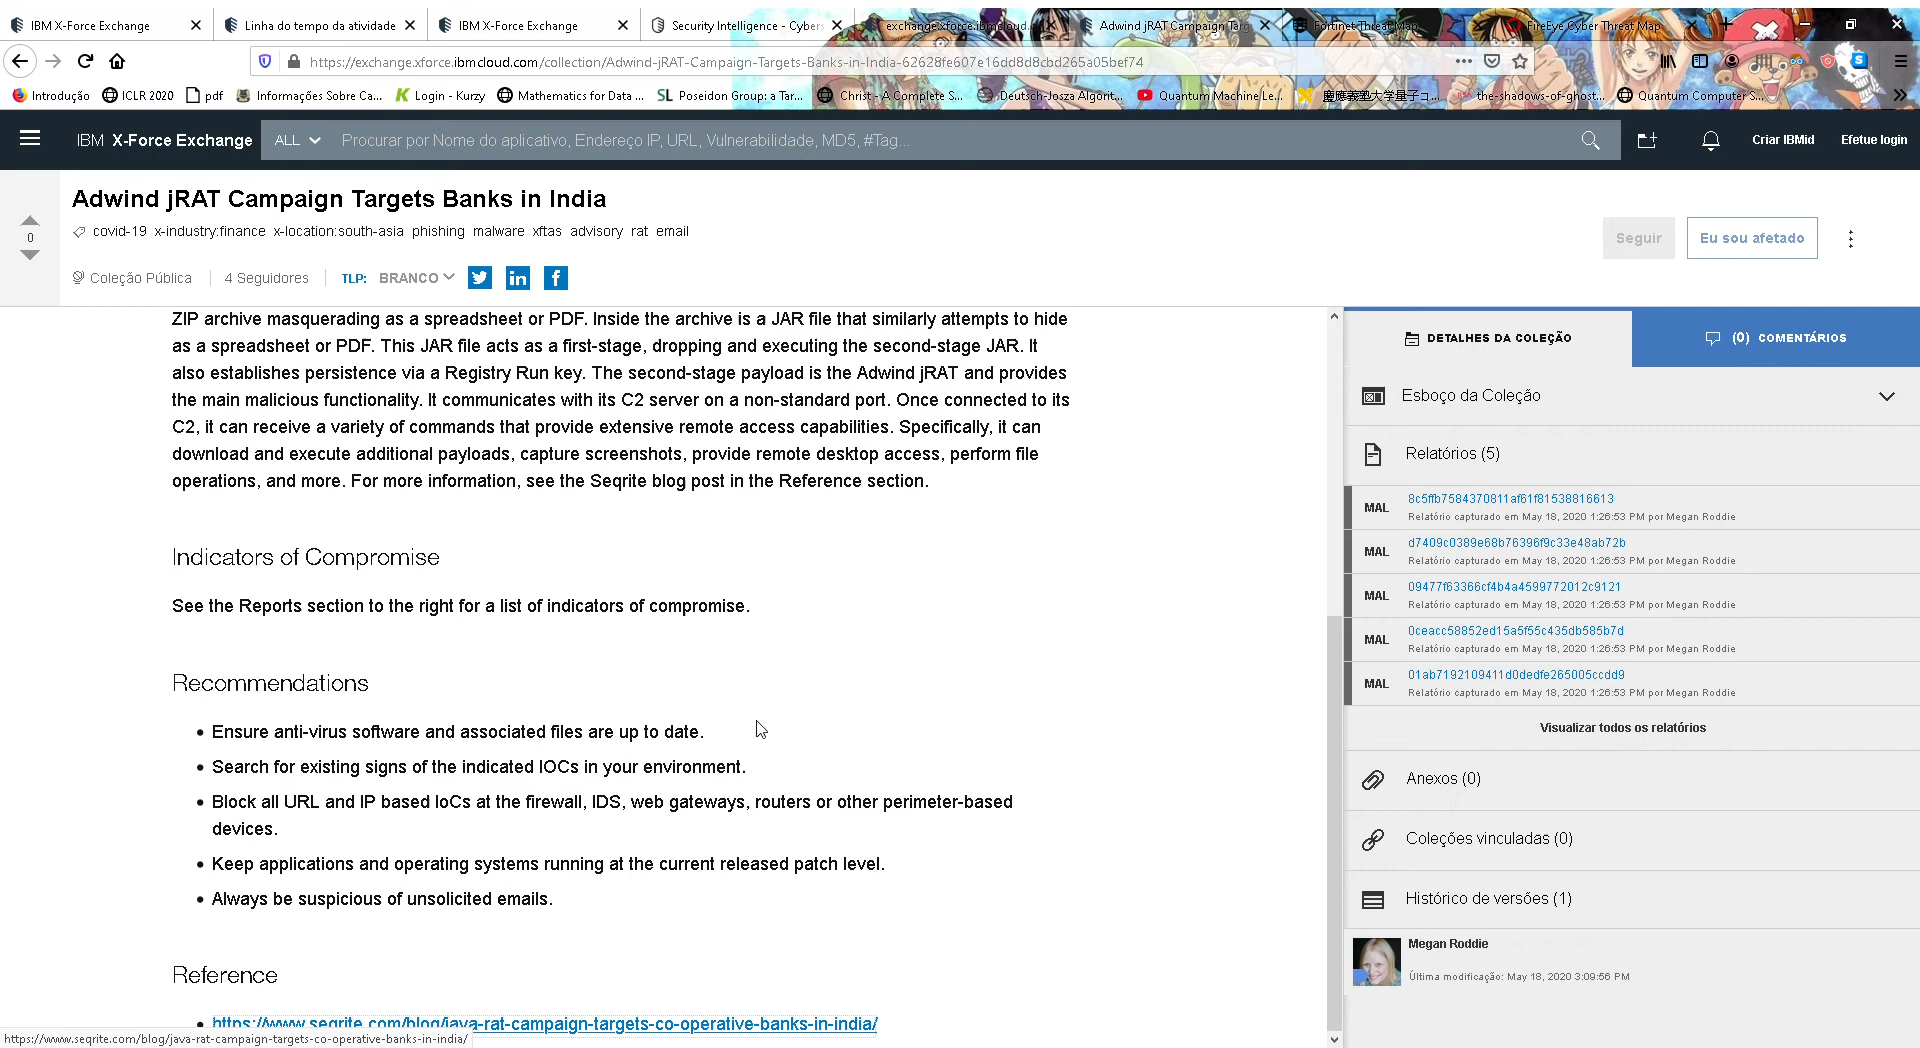 IBM X-Force Exchange
Linha do tempo da atividade
IBM X-Force Exchange
Security Intelligence - Cybers
exchange.xforce.ibmcloud.
Adwind jRAT Campaign Targ
Fortinet Threat Map
FireEye Cyber Threat Map
https://exchange.xforce.ibmcloud.com/collection/Adwind-jRAT-Campaign-Targets-Banks-in-India-62628fe607e16dd8d8cbd265a05bef74
Introdução
ICLR 2020
pdf
Informações Sobre Ca...
Login - Kurzy
Mathematics for Data ...
SL Poseidon Group: a Tar...
Christ - A Complete S...
Deutsch-Josza Algorit...
Quantum Machine Le...
慶應義塾大学量子コ...
the-shadows-of-ghost...
Quantum Computer S...
IBM X-Force Exchange
ALL
Procurar por Nome do aplicativo, Endereço IP, URL, Vulnerabilidade, MD5, #Tag...
Criar IBMid
Efetue login
Adwind jRAT Campaign Targets Banks in India
0
covid-19 x-industry:finance x-location:south-asia phishing malware xftas advisory rat email
Seguir
Eu sou afetado
Coleção Pública
4 Seguidores
TLP: BRANCO
ZIP archive masquerading as a spreadsheet or PDF. Inside the archive is a JAR file that similarly attempts to hide
as a spreadsheet or PDF. This JAR file acts as a first-stage, dropping and executing the second-stage JAR. It
also establishes persistence via a Registry Run key. The second-stage payload is the Adwind jRAT and provides
the main malicious functionality. It communicates with its C2 server on a non-standard port. Once connected to its
C2, it can receive a variety of commands that provide extensive remote access capabilities. Specifically, it can
download and execute additional payloads, capture screenshots, provide remote desktop access, perform file
operations, and more. For more information, see the Seqrite blog post in the Reference section.
Indicators of Compromise
See the Reports section to the right for a list of indicators of compromise.
Recommendations
• Ensure anti-virus software and associated files are up to date.
• Search for existing signs of the indicated IOCs in your environment.
• Block all URL and IP based IoCs at the firewall, IDS, web gateways, routers or other perimeter-based
devices.
• Keep applications and operating systems running at the current released patch level.
• Always be suspicious of unsolicited emails.
Reference
• https://www.seqrite.com/blog/java-rat-campaign-targets-co-operative-banks-in-india/
https://www.seqrite.com/blog/java-rat-campaign-targets-co-operative-banks-in-india/
DETALHES DA COLEÇÃO
(0) COMENTÁRIOS
Esboço da Coleção
Relatórios (5)
MAL
8c5ffb7584370811af61f81538816613
Relatório capturado em May 18, 2020 1:26:53 PM por Megan Roddie
MAL
d7409c0389e68b76396f9c33e48ab72b
Relatório capturado em May 18, 2020 1:26:53 PM por Megan Roddie
MAL
09477f63366cf4b4a4599772012c9121
Relatório capturado em May 18, 2020 1:26:53 PM por Megan Roddie
MAL
0ceacc58852ed15a5f55c435db585b7d
Relatório capturado em May 18, 2020 1:26:53 PM por Megan Roddie
MAL
01ab7192109411d0dedfe265005ccdd9
Relatório capturado em May 18, 2020 1:26:53 PM por Megan Roddie
Visualizar todos os relatórios
Anexos (0)
Coleções vinculadas (0)
Histórico de versões (1)
Megan Roddie
Última modificação: May 18, 2020 3:09:56 PM